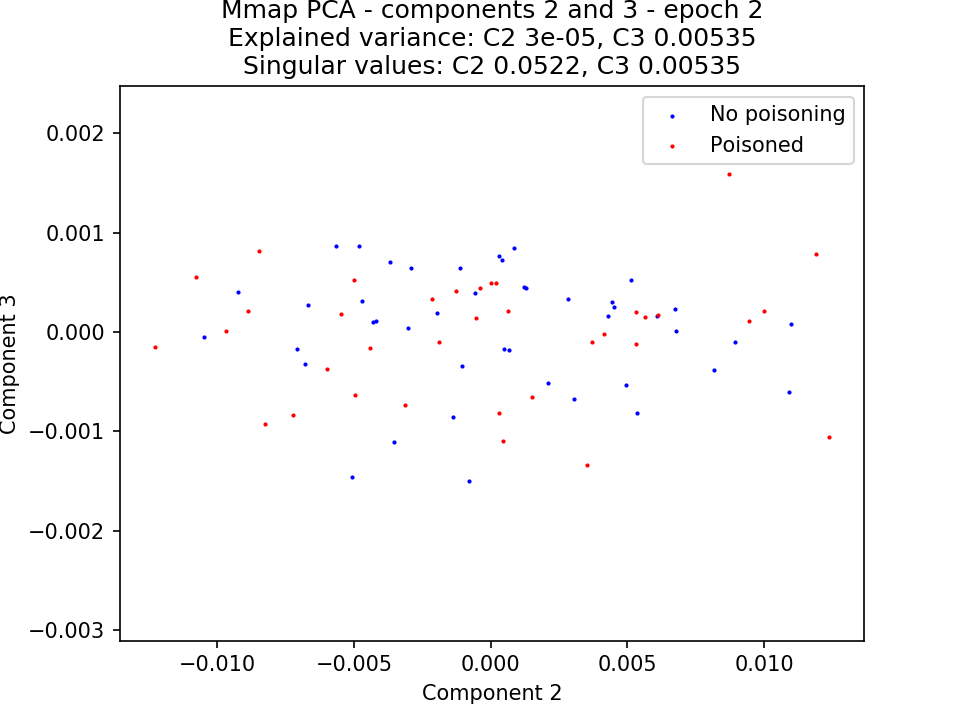 Mmap PCA - components 2 and 3 - epoch 2
Explained variance: C2 3e-05, C3 0.00535
Singular values: C2 0.0522, C3 0.00535
No poisoning
Poisoned
0.002
0.001
0.000
−0.001
−0.002
−0.003
Component 3
−0.010
−0.005
0.000
0.005
0.010
Component 2